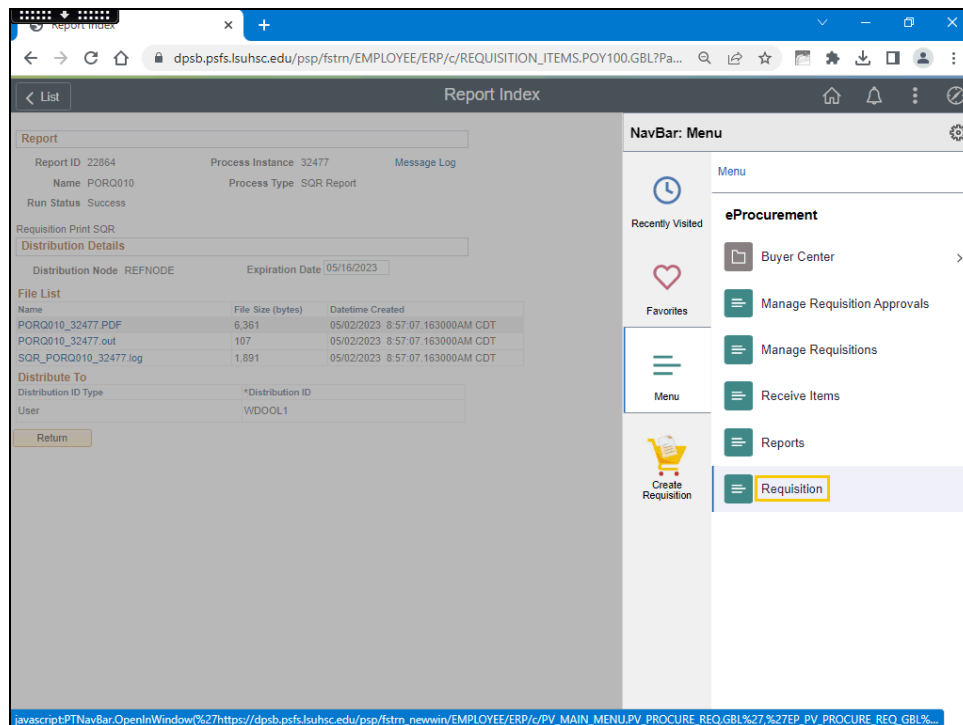 Report Index
dpsb.psfs.lsuhsc.edu/psp/fstrn/EMPLOYEE/ERP/c/REQUISITION_ITEMS.POY100.GBL?Pa...
List
Report Index
NavBar: Menu
Report
Report ID 22864 Process Instance 32477 Message Log
Name PORQ010 Process Type SQR Report
Run Status Success
Requisition Print SQR
Distribution Details
Distribution Node REFNODE Expiration Date 05/16/2023
File List
Name File Size (bytes) Datetime Created
PORQ010_32477.PDF 6,361 05/02/2023 8:57:07.163000AM CDT
PORQ010_32477.out 107 05/02/2023 8:57:07.163000AM CDT
SQR_PORQ010_32477.log 1,891 05/02/2023 8:57:07.163000AM CDT
Distribute To
Distribution ID Type *Distribution ID
User WDOOL1
Return
Recently Visited
Favorites
Menu
Create
Requisition
Menu
eProcurement
Buyer Center
Manage Requisition Approvals
Manage Requisitions
Receive Items
Reports
Requisition
javascript:PTNavBar.OpenInWindow(%27https://dpsb.psfs.lsuhsc.edu/psp/fstrn_newwin/EMPLOYEE/ERP/c/PV_MAIN_MENU.PV_PROCURE_REQ.GBL%27,%27EP_PV_PROCURE_REQ_GBL%...